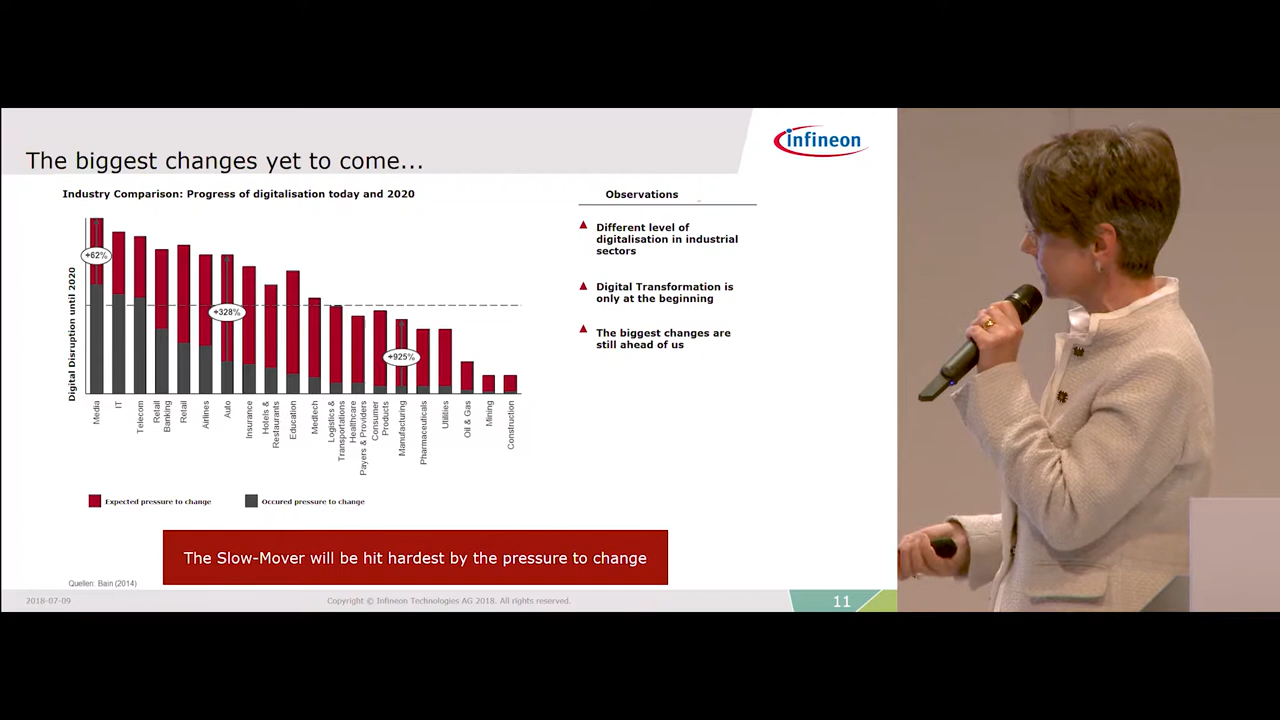 The biggest changes yet to come...
infineon
Industry Comparison: Progress of digitalisation today and 2020
Digital Disruption until 2020
+62%
+328%
+925%
Media
IT
Telecom
Retail
Banking
Retail
Airlines
Auto
Insurance
Hotels &
Restaurants
Education
Medtech
Logistics &
Transportations
Healthcare
Payers & Providers
Consumer
Products
Manufacturing
Pharmaceuticals
Utilities
Oil & Gas
Mining
Construction
Expected pressure to change
Occured pressure to change
Observations
Different level of
digitalisation in industrial
sectors
Digital Transformation is
only at the beginning
The biggest changes are
still ahead of us
The Slow-Mover will be hit hardest by the pressure to change
Quellen: Bain (2014)
2018-07-09
Copyright © Infineon Technologies AG 2018. All rights reserved.
11